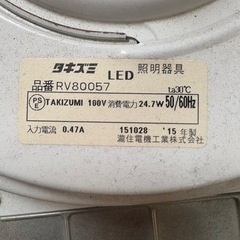 タキズミ LED 照明器具
品番 RV80057 ta30℃
PSE TAKIZUMI 100V 消費電力 24.7W 50/60Hz
入力電流 0.47A 151028 '15 年製
瀧住電機工業株式会社